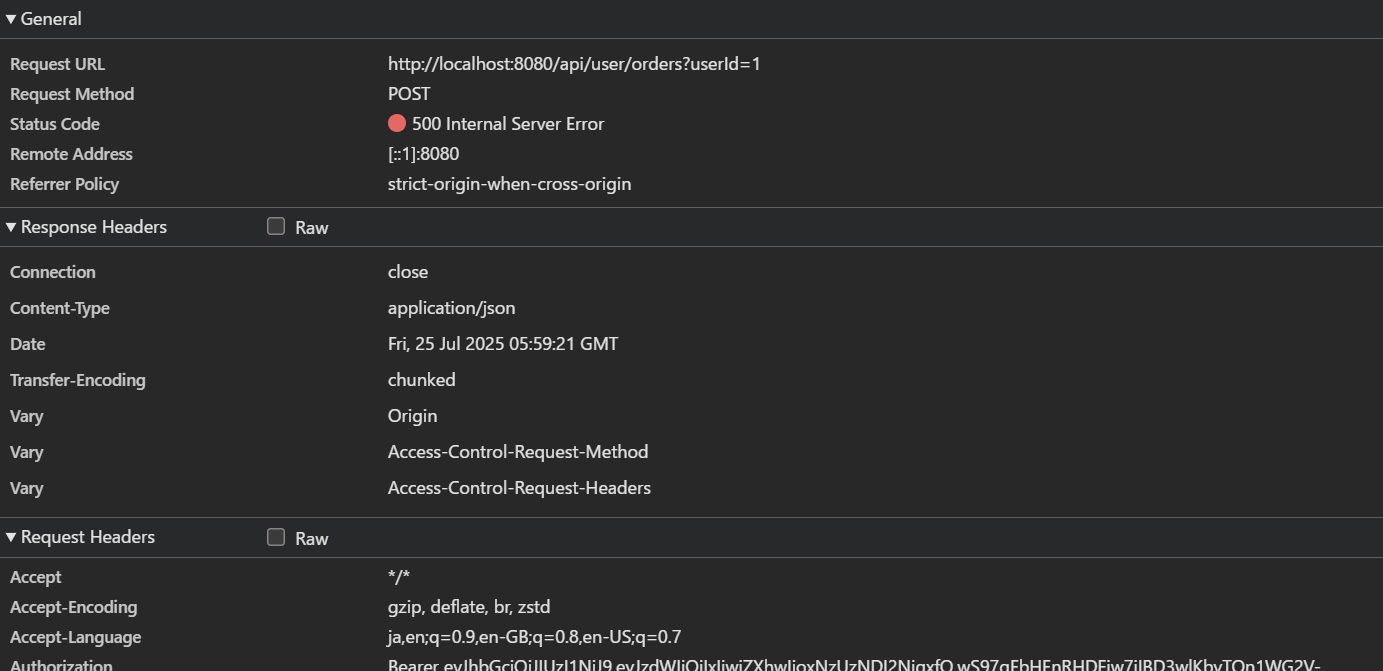 General
Request URL http://localhost:8080/api/user/orders?userId=1
Request Method POST
Status Code 500 Internal Server Error
Remote Address [::1]:8080
Referrer Policy strict-origin-when-cross-origin
Response Headers Raw
Connection close
Content-Type application/json
Date Fri, 25 Jul 2025 05:59:21 GMT
Transfer-Encoding chunked
Vary Origin
Vary Access-Control-Request-Method
Vary Access-Control-Request-Headers
Request Headers Raw
Accept */*
Accept-Encoding gzip, deflate, br, zstd
Accept-Language ja,en;q=0.9,en-GB;q=0.8,en-US;q=0.7
Authorization Bearer